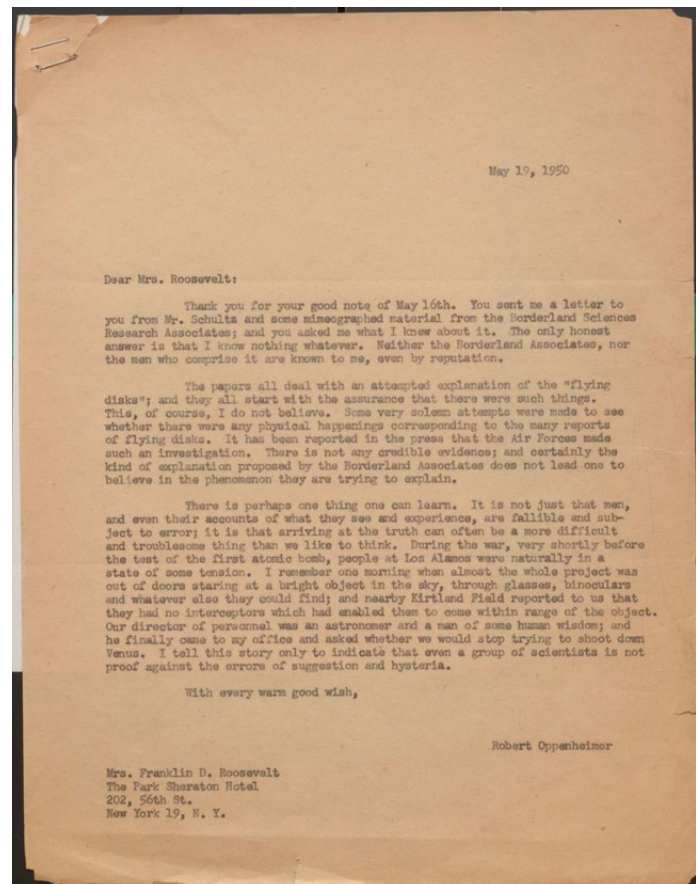 May 19, 1950
Dear Mrs. Roosevelt:
Thank you for your good note of May 16th. You sent me a letter to
you from Mr. Schultz and some mimeographed material from the Borderland Sciences
Research Associates; and you asked me what I knew about it. The only honest
answer is that I know nothing whatever. Neither the Borderland Associates, nor
the men who comprise it are known to me, even by reputation.
The papers all deal with an attempted explanation of the "flying
disks"; and they all start with the assurance that there were such things.
This, of course, I do not believe. Some very solemn attempts were made to see
whether there were any physical happenings corresponding to the many reports
of flying disks. It has been reported in the press that the Air Forces made
such an investigation. There is not any credible evidence; and certainly the
kind of explanation proposed by the Borderland Associates does not lead one to
believe in the phenomenon they are trying to explain.
There is perhaps one thing one can learn. It is not just that men,
and even their accounts of what they see and experience, are fallible and sub-
ject to error; it is that arriving at the truth can often be a more difficult
and troublesome thing than we like to think. During the war, very shortly before
the test of the first atomic bomb, people at Los Alamos were naturally in a
state of some tension. I remember one morning when almost the whole project was
out of doors staring at a bright object in the sky, through glasses, binoculars
and whatever else they could find; and nearby Kirtland Field reported to us that
they had no interceptors which had enabled them to come within range of the object.
Our director of personnel was an astronomer and a man of some human wisdom; and
he finally came to my office and asked whether we would stop trying to shoot down
Venus. I tell this story only to indicate that even a group of scientists is not
proof against the errors of suggestion and hysteria.
With every warm good wish,
Robert Oppenheimer
Mrs. Franklin D. Roosevelt
The Park Sheraton Hotel
202, 56th St.
New York 19, N. Y.